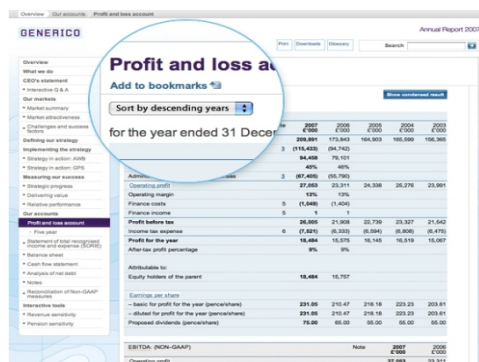 Overview Our accounts Profit and loss account
GENERICO
Annual Report 2007
Print Downloads Glossary Search
Profit and loss a
Add to bookmarks
Sort by descending years
for the year ended 31 Decem
Show condensed result
Overview
What we do
CEO's statement
Interactive Q & A
Our markets
Market summary
Market attractiveness
Challenges and success factors
Defining our strategy
Implementing the strategy
Strategy in action: AWB
Strategy in action: GPS
Measuring our success
Strategic progress
Delivering value
Relative performance
Our accounts
Profit and loss account
Five year
Statement of total recognised
income and expense (SORIE)
Balance sheet
Cash flow statement
Analysis of net debt
Notes
Reconciliation of Non-GAAP
measures
Interactive tools
Revenue sensitivity
Pension sensitivity
2007 2006 2005 2004 2003
£'000 £'000 £'000 £'000 £'000
209,891 173,843 164,903 165,599 156,365
3 (115,433) (94,742)
94,458 79,101
45% 46%
3 (67,405) (55,790)
Operating profit 27,053 23,311 24,338 25,276 23,991
Operating margin 13% 13%
Finance costs 5 (1,049) (1,404)
Finance income 5 1 1
Profit before tax 26,005 21,908 22,739 23,327 21,542
Income tax expense 6 (7,521) (6,333) (6,594) (6,808) (6,475)
Profit for the year 18,484 15,575 16,145 16,519 15,067
After-tax profit percentage 9% 9%
Attributable to:
Equity holders of the parent 18,484 15,757
Earnings per share
– basic for profit for the year (pence/share) 231.05 210.47 218.18 223.23 203.61
– diluted for profit for the year (pence/share) 231.05 210.47 218.18 223.23 203.61
Proposed dividends (pence/share) 75.00 65.00 55.00 55.00 55.00
EBITDA: (NON-GAAP) Note 2007 2006
£'000 £'000
Operating profit 27,053 23,311